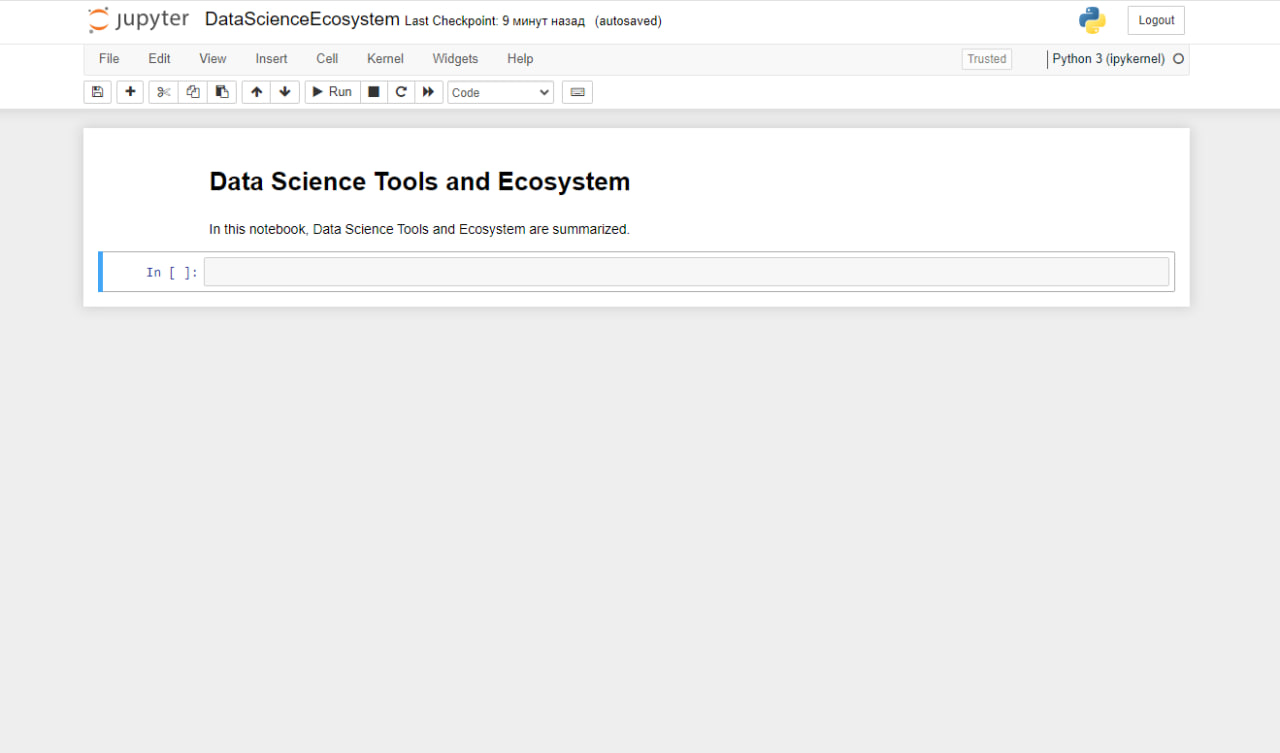 jupyter DataScienceEcosystem Last Checkpoint: 9 минут назад (autosaved) Logout
File Edit View Insert Cell Kernel Widgets Help Trusted Python 3 (ipykernel)
Run Code
Data Science Tools and Ecosystem
In this notebook, Data Science Tools and Ecosystem are summarized.
In [ ]: